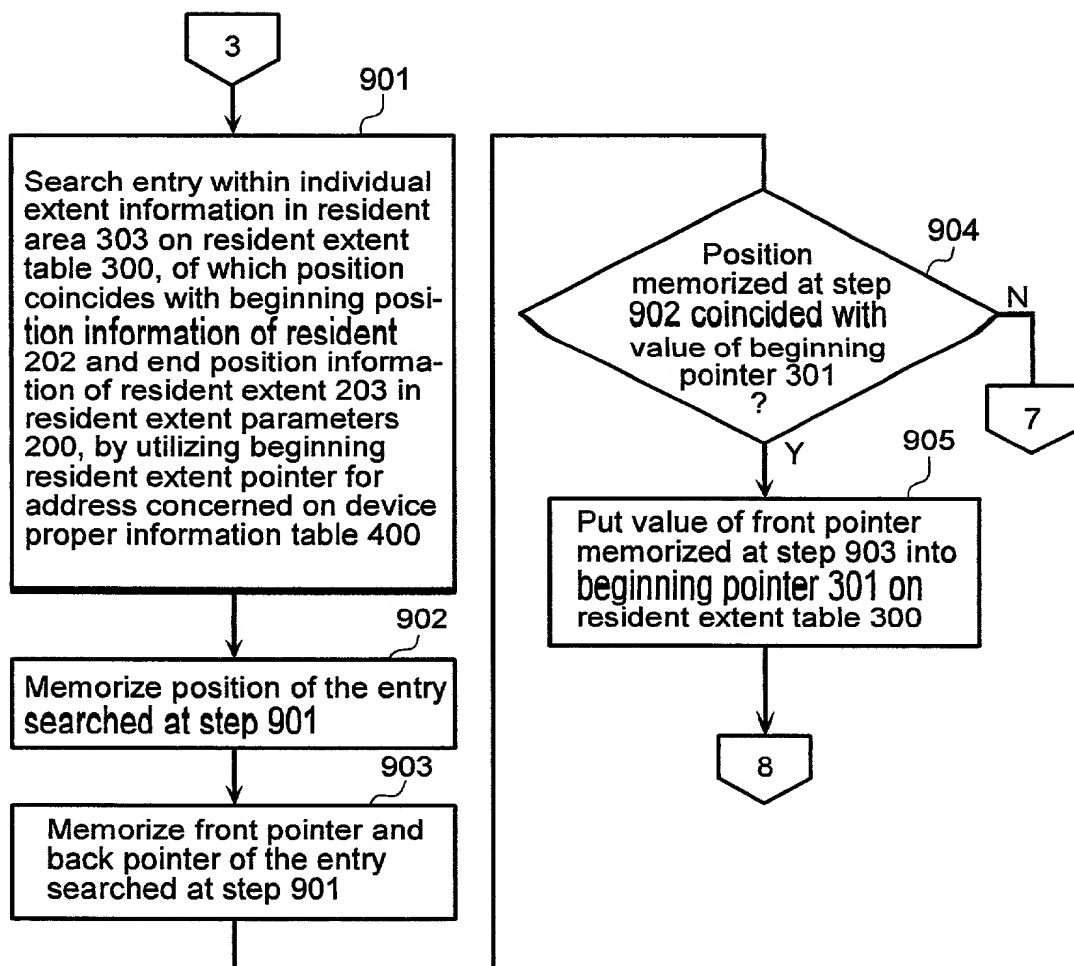 3
901
Search entry within individual
extent information in resident
area 303 on resident extent
table 300, of which position
coincides with beginning posi-
tion information of resident
202 and end position informa-
tion of resident extent 203 in
resident extent parameters
200, by utilizing beginning
resident extent pointer for
address concerned on device
proper information table 400
902
Memorize position of the entry
searched at step 901
903
Memorize front pointer and
back pointer of the entry
searched at step 901
904
Position
memorized at step
902 coincided with
value of beginning
pointer 301
?
N
7
Y
905
Put value of front pointer
memorized at step 903 into
beginning pointer 301 on
resident extent table 300
8